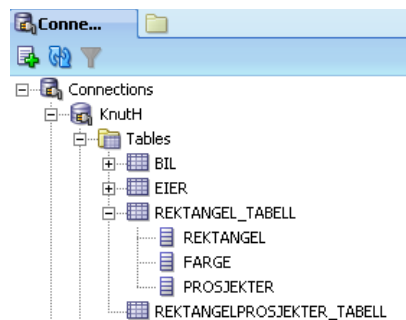 Conne...
Connections
KnutH
Tables
BIL
EIER
REKTANGEL_TABELL
REKTANGEL
FARGE
PROSJEKTER
REKTANGELPROSJEKTER_TABELL